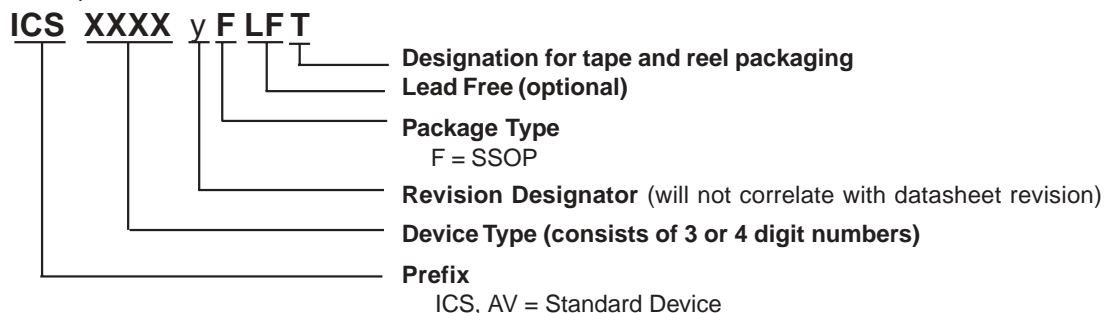 ICS XXXX y F LF T
Designation for tape and reel packaging
Lead Free (optional)
Package Type
F = SSOP
Revision Designator (will not correlate with datasheet revision)
Device Type (consists of 3 or 4 digit numbers)
Prefix
ICS, AV = Standard Device